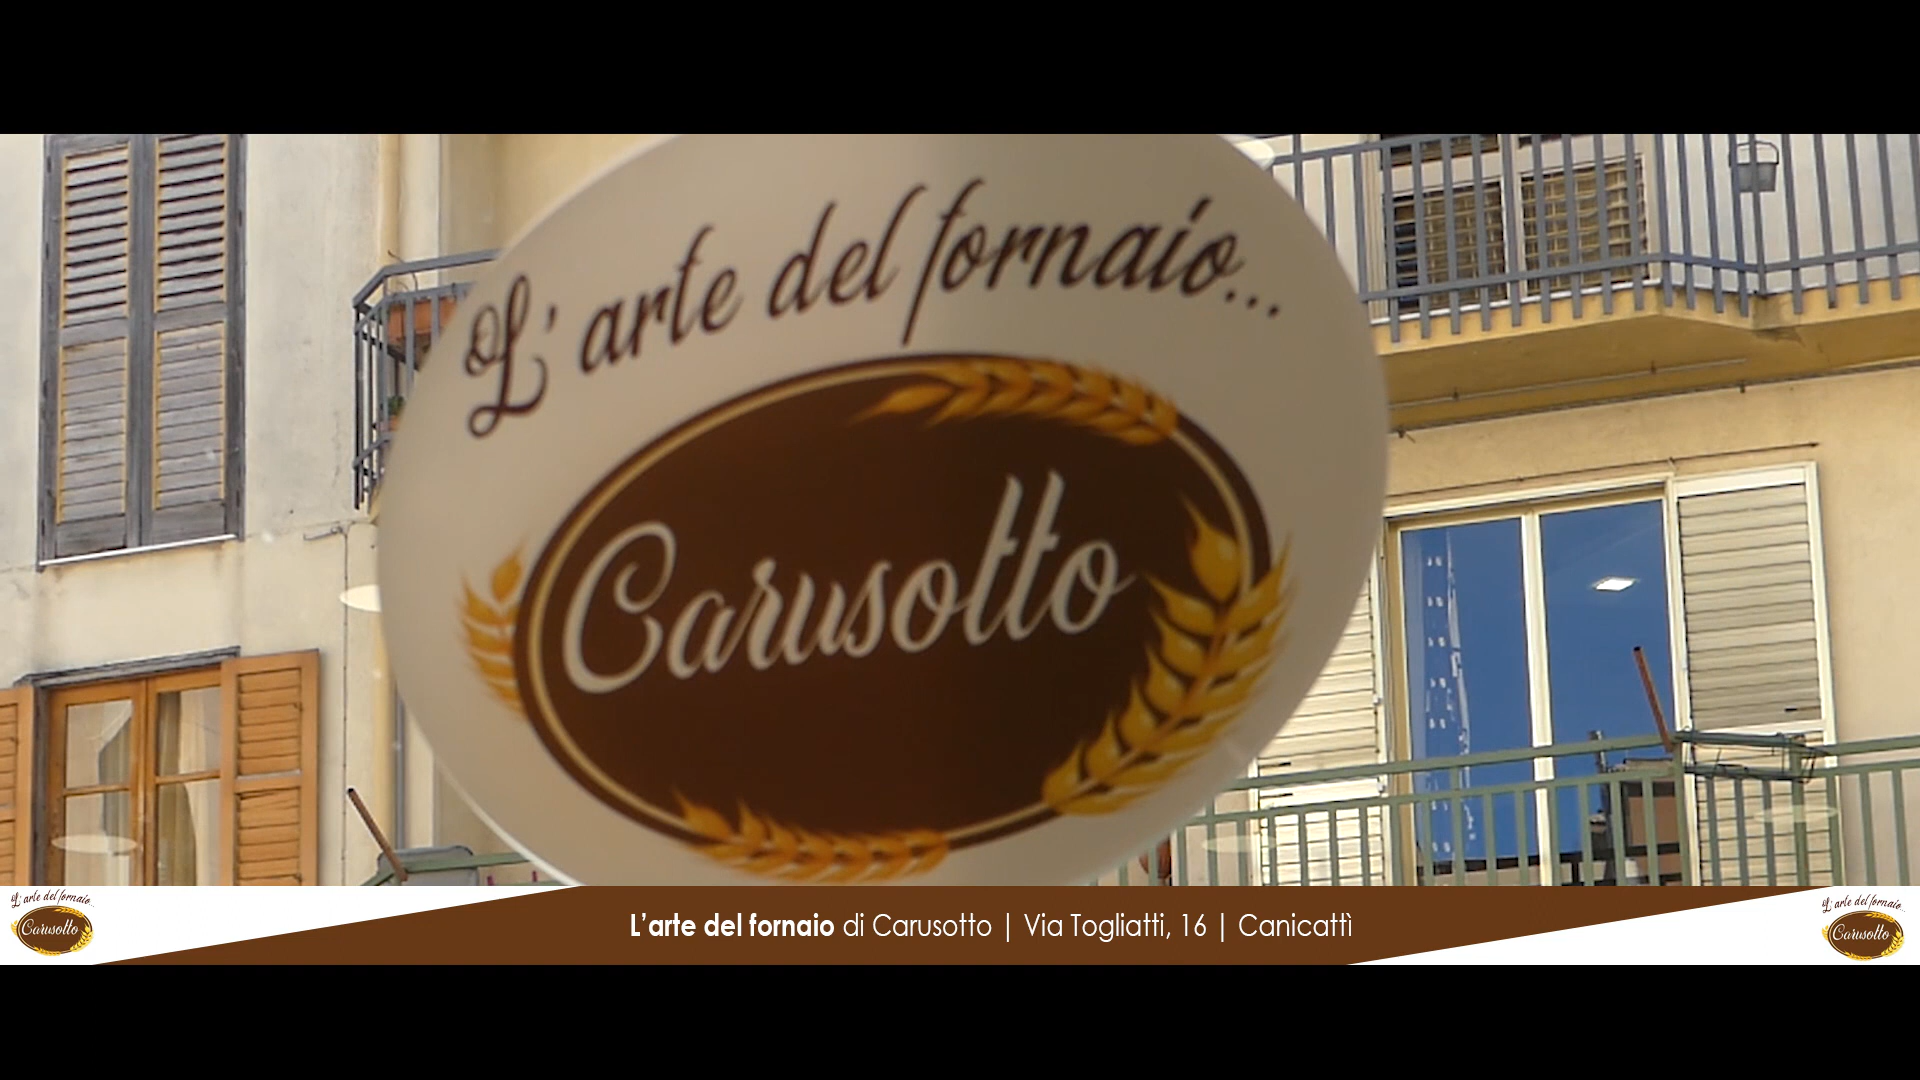 L' arte del fornaio...
Carusotto
L' arte del fornaio...
Carusotto
L'arte del fornaio di Carusotto | Via Togliatti, 16 | Canicattì
L' arte del fornaio...
Carusotto